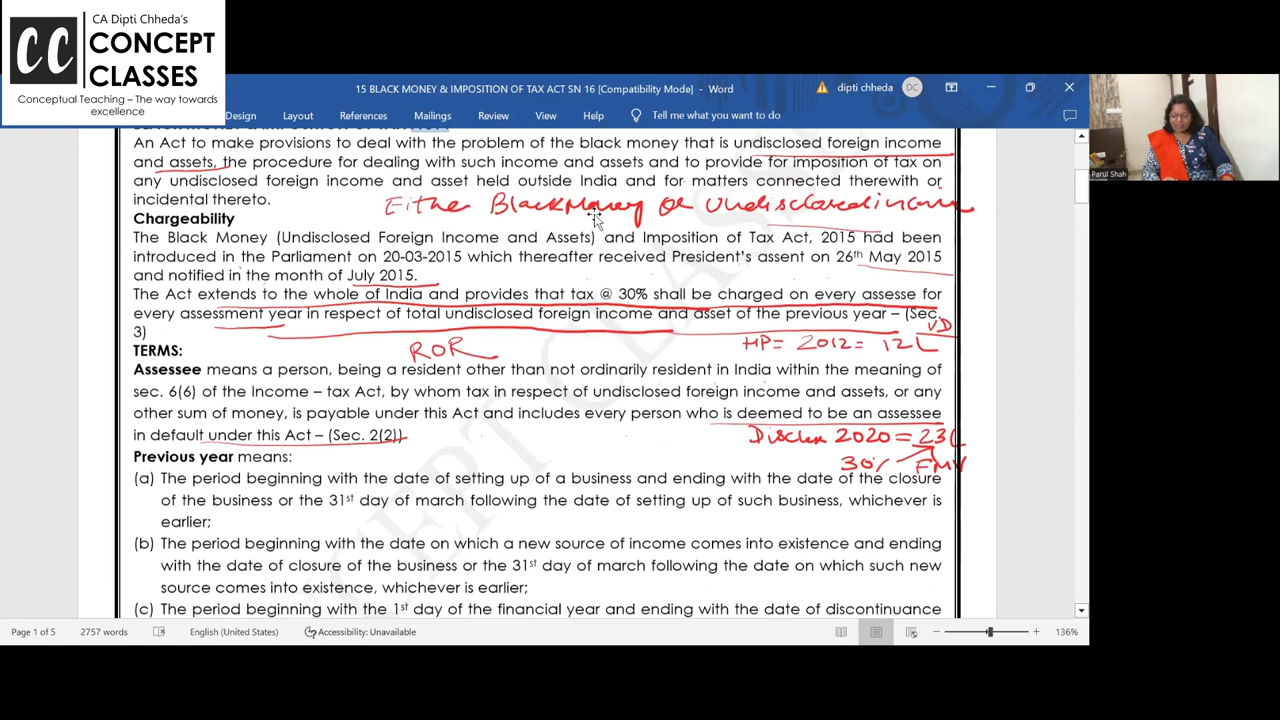 CA Dipti Chheda's
CC CONCEPT
CLASSES
Conceptual Teaching – The way towards
excellence
15 BLACK MONEY & IMPOSITION OF TAX ACT SN 16 [Compatibility Mode] - Word
dipti chheda DC
Design Layout References Mailings Review View Help Tell me what you want to do
An Act to make provisions to deal with the problem of the black money that is undisclosed foreign income
and assets, the procedure for dealing with such income and assets and to provide for imposition of tax on
any undisclosed foreign income and asset held outside India and for matters connected therewith or
incidental thereto.
Either Black Money or Undisclosed income
Chargeability
The Black Money (Undisclosed Foreign Income and Assets) and Imposition of Tax Act, 2015 had been
introduced in the Parliament on 20-03-2015 which thereafter received President's assent on 26th May 2015
and notified in the month of July 2015.
The Act extends to the whole of India and provides that tax @ 30% shall be charged on every assesse for
every assessment year in respect of total undisclosed foreign income and asset of the previous year – (Sec.
3)
UD
ROR
HP = 2012 = 12L
TERMS:
Assessee means a person, being a resident other than not ordinarily resident in India within the meaning of
sec. 6(6) of the Income – tax Act, by whom tax in respect of undisclosed foreign income and assets, or any
other sum of money, is payable under this Act and includes every person who is deemed to be an assessee
in default under this Act – (Sec. 2(2))
2020 = 23L
30% FMV
Previous year means:
(a) The period beginning with the date of setting up of a business and ending with the date of the closure
of the business or the 31st day of march following the date of setting up of such business, whichever is
earlier;
(b) The period beginning with the date on which a new source of income comes into existence and ending
with the date of closure of the business or the 31st day of march following the date on which such new
source comes into existence, whichever is earlier;
(c) The period beginning with the 1st day of the financial year and ending with the date of discontinuance
Page 1 of 5 2757 words English (United States) Accessibility: Unavailable 136%
Parul Shah